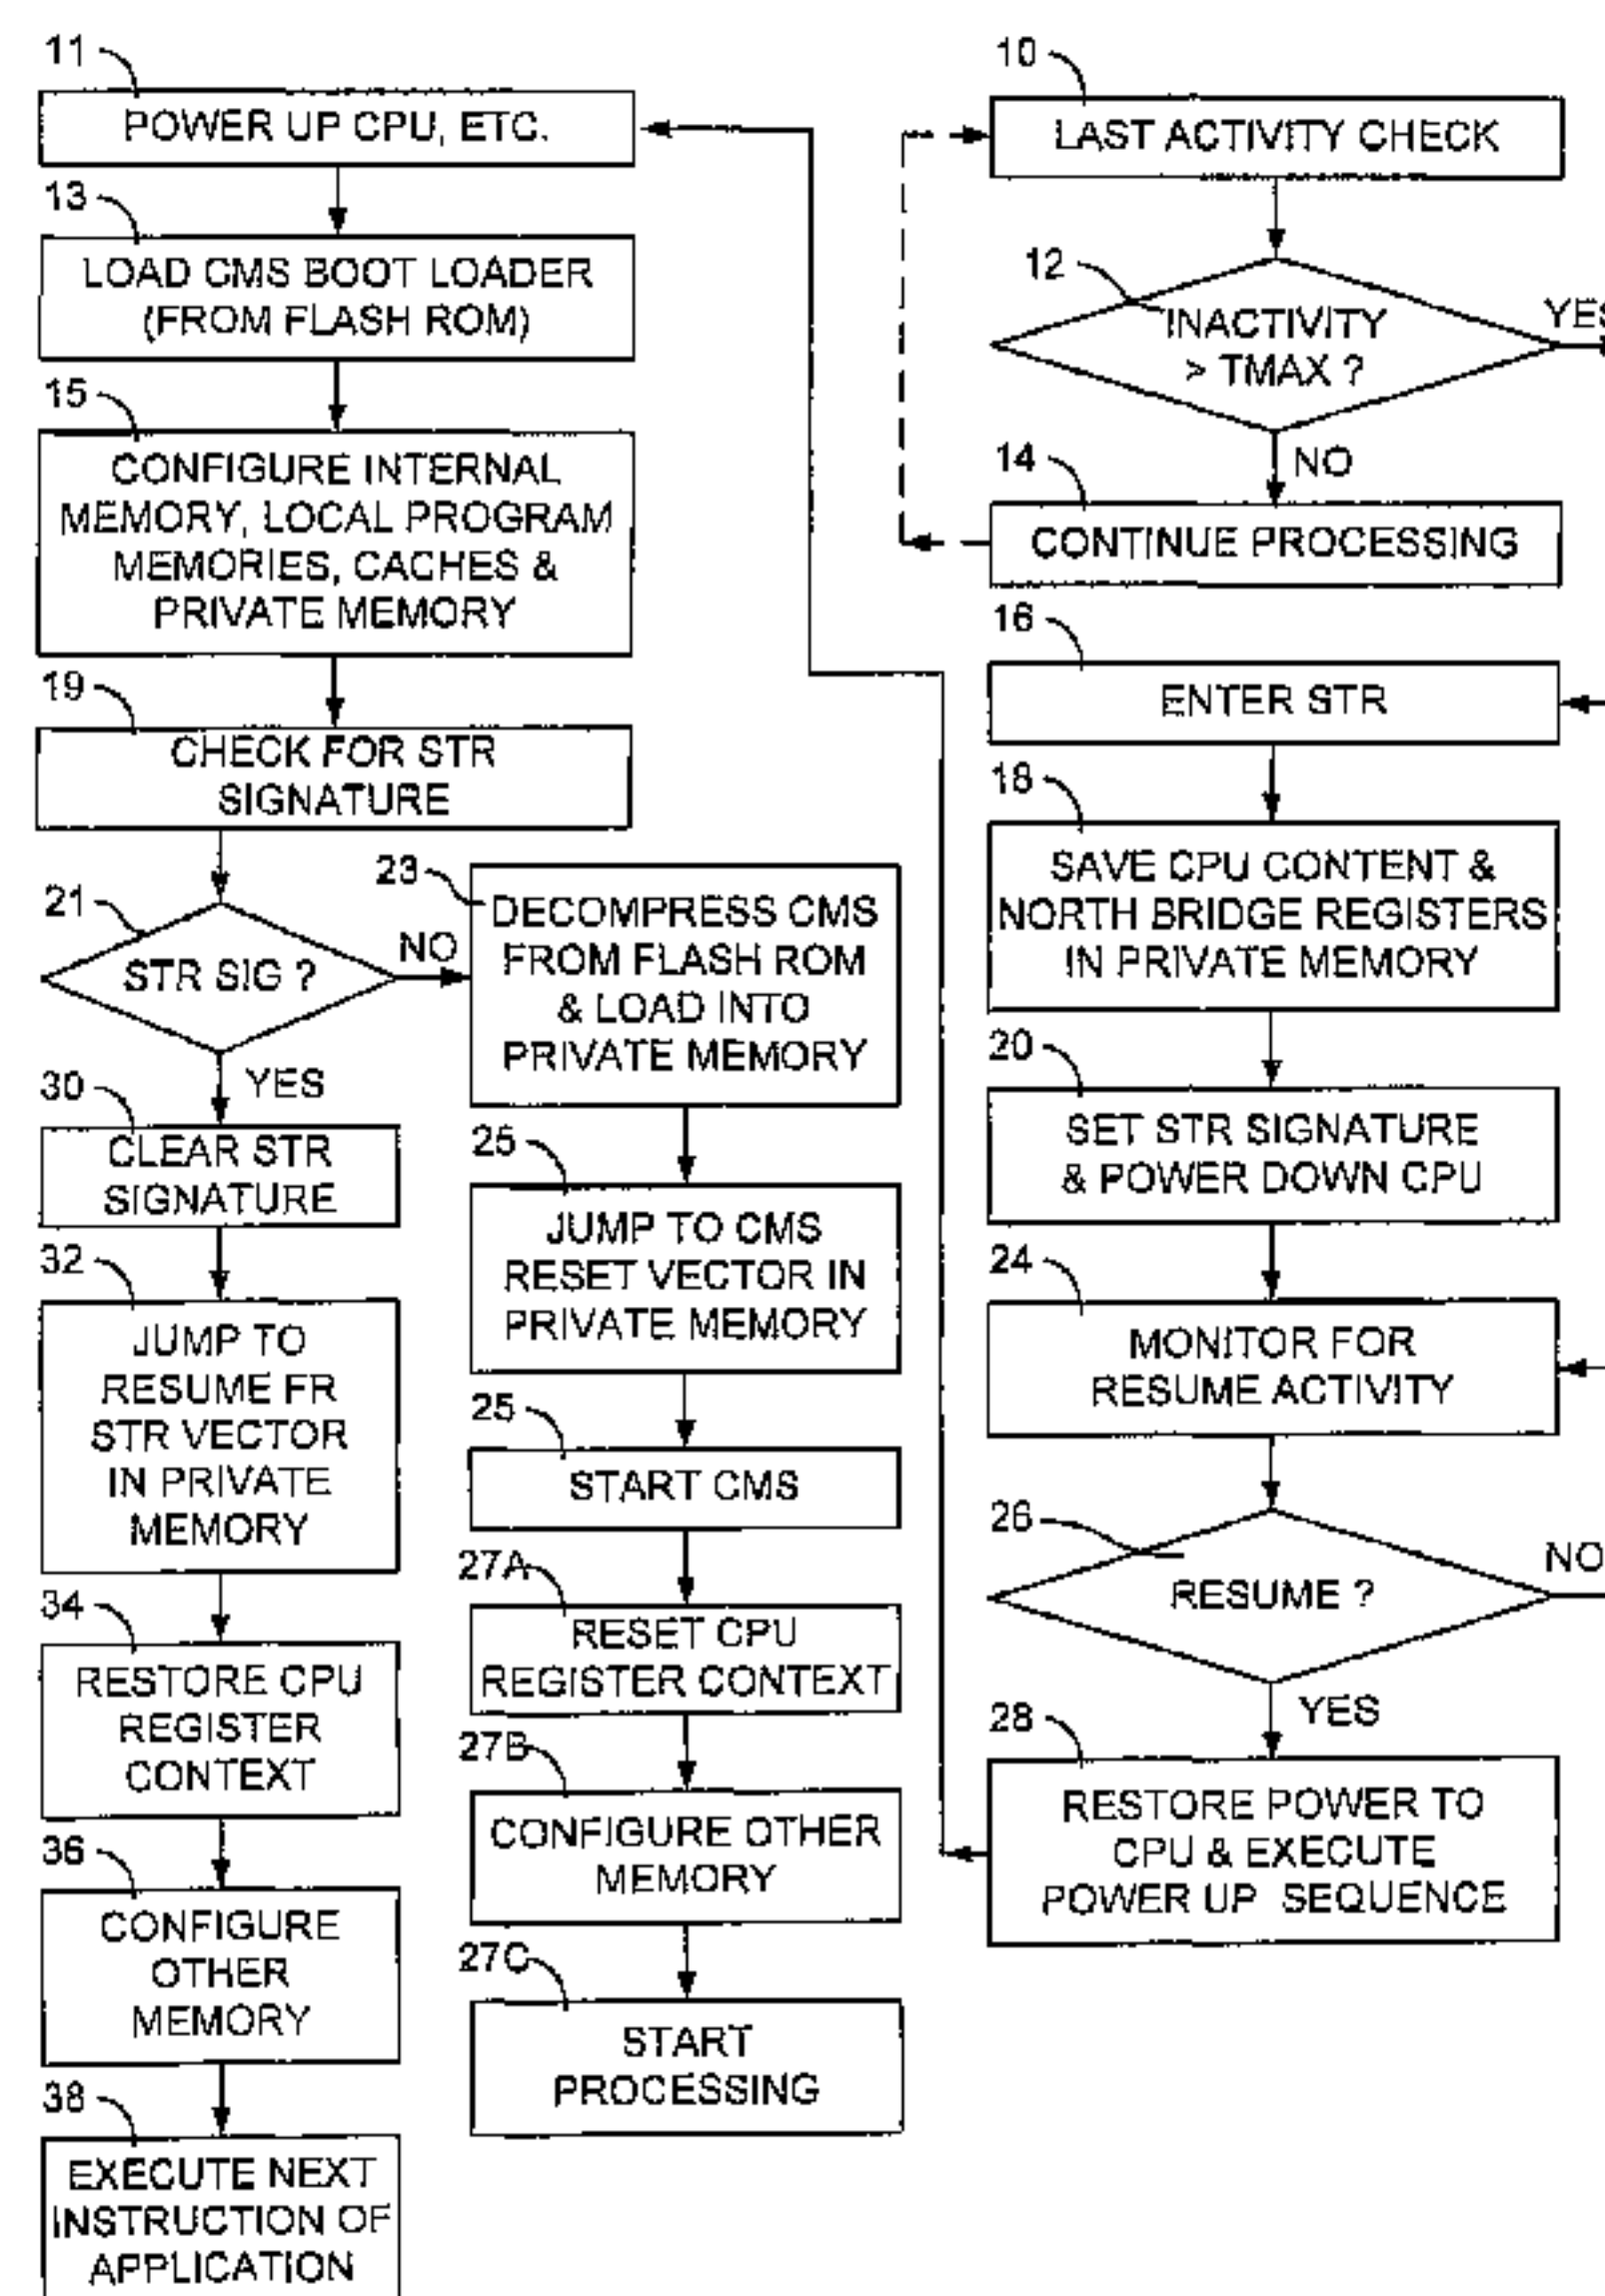 11
POWER UP CPU, ETC.
13
LOAD CMS BOOT LOADER
(FROM FLASH ROM)
15
CONFIGURE INTERNAL
MEMORY, LOCAL PROGRAM
MEMORIES, CACHES &
PRIVATE MEMORY
19
CHECK FOR STR
SIGNATURE
21
STR SIG ?
NO
YES
23
DECOMPRESS CMS
FROM FLASH ROM
& LOAD INTO
PRIVATE MEMORY
25
JUMP TO CMS
RESET VECTOR IN
PRIVATE MEMORY
25
START CMS
27A
RESET CPU
REGISTER CONTEXT
27B
CONFIGURE OTHER
MEMORY
27C
START
PROCESSING
30
CLEAR STR
SIGNATURE
32
JUMP TO
RESUME FR
STR VECTOR
IN PRIVATE
MEMORY
34
RESTORE CPU
REGISTER
CONTEXT
36
CONFIGURE
OTHER
MEMORY
38
EXECUTE NEXT
INSTRUCTION OF
APPLICATION
10
LAST ACTIVITY CHECK
12
INACTIVITY
> TMAX ?
YES
NO
14
CONTINUE PROCESSING
16
ENTER STR
18
SAVE CPU CONTENT &
NORTH BRIDGE REGISTERS
IN PRIVATE MEMORY
20
SET STR SIGNATURE
& POWER DOWN CPU
24
MONITOR FOR
RESUME ACTIVITY
26
RESUME ?
NO
YES
28
RESTORE POWER TO
CPU & EXECUTE
POWER UP SEQUENCE